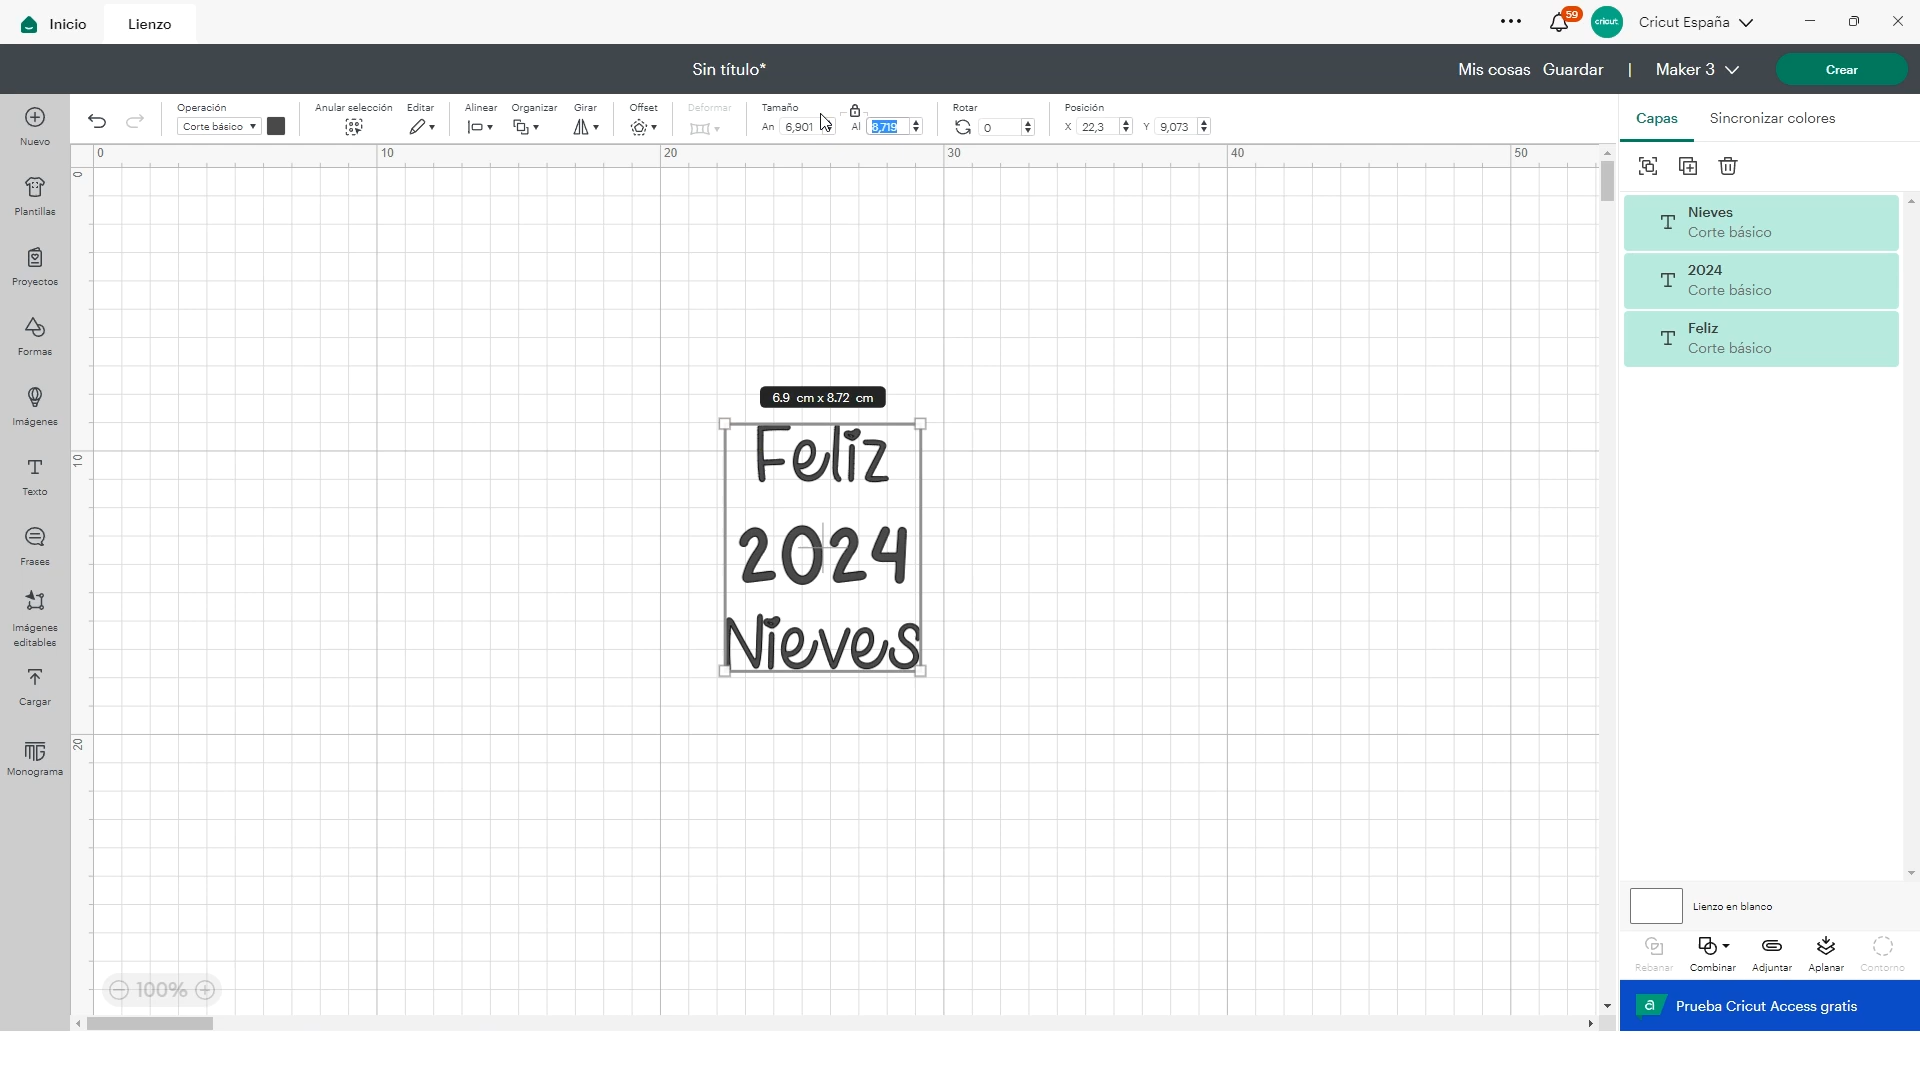 Inicio
Lienzo
59
cricut
Cricut España
Sin título*
Mis cosas
Guardar
|
Maker 3
Crear
Nuevo
Plantillas
Proyectos
Formas
Imágenes
Texto
Frases
Imágenes
editables
Cargar
Monograma
Operación
Corte básico
Anular selección
Editar
Alinear
Organizar
Girar
Offset
Deformar
Tamaño
An 6,901
Al 8,719
Rotar
0
Posición
X 22,3
Y 9,073
0 10 20 30 40 50
0
10
20
6.9 cm x 8.72 cm
Feliz
2024
Nieves
100%
Capas
Sincronizar colores
Nieves
Corte básico
2024
Corte básico
Feliz
Corte básico
Lienzo en blanco
Rebanar
Combinar
Adjuntar
Aplanar
Contorno
a Prueba Cricut Access gratis